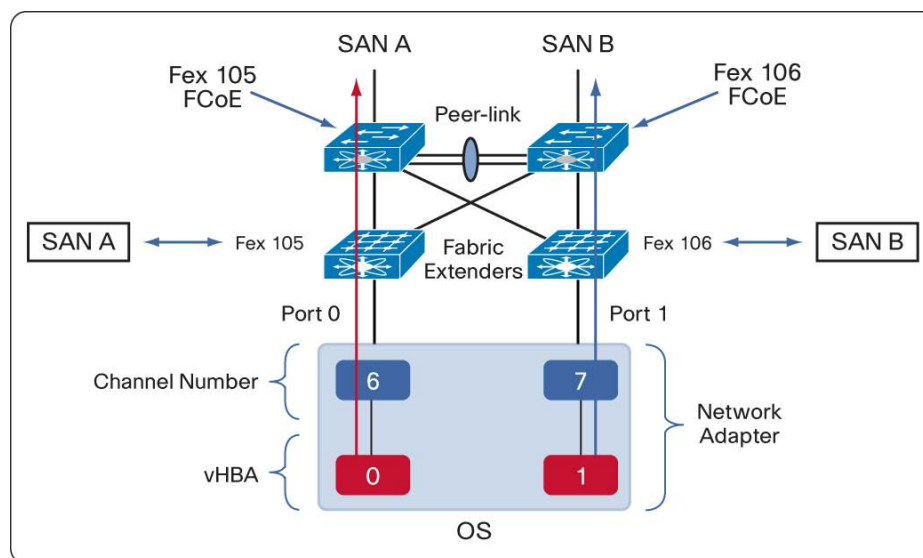 SAN A
SAN B
Fex 105
FCoE
Fex 106
FCoE
Peer-link
SAN A
Fex 105
Fabric
Extenders
Fex 106
SAN B
Port 0
Port 1
Channel Number
6
7
Network
Adapter
vHBA
0
1
OS